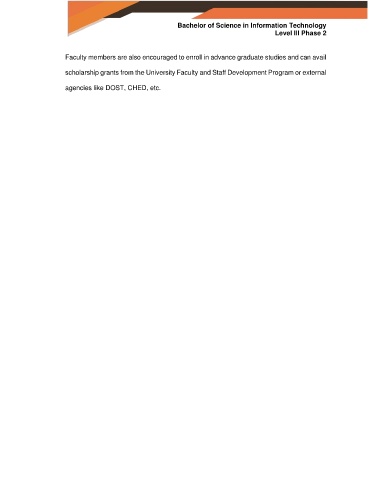 Bachelor of Science in Information Technology
Level III Phase 2
Faculty members are also encouraged to enroll in advance graduate studies and can avail
scholarship grants from the University Faculty and Staff Development Program or external
agencies like DOST, CHED, etc.